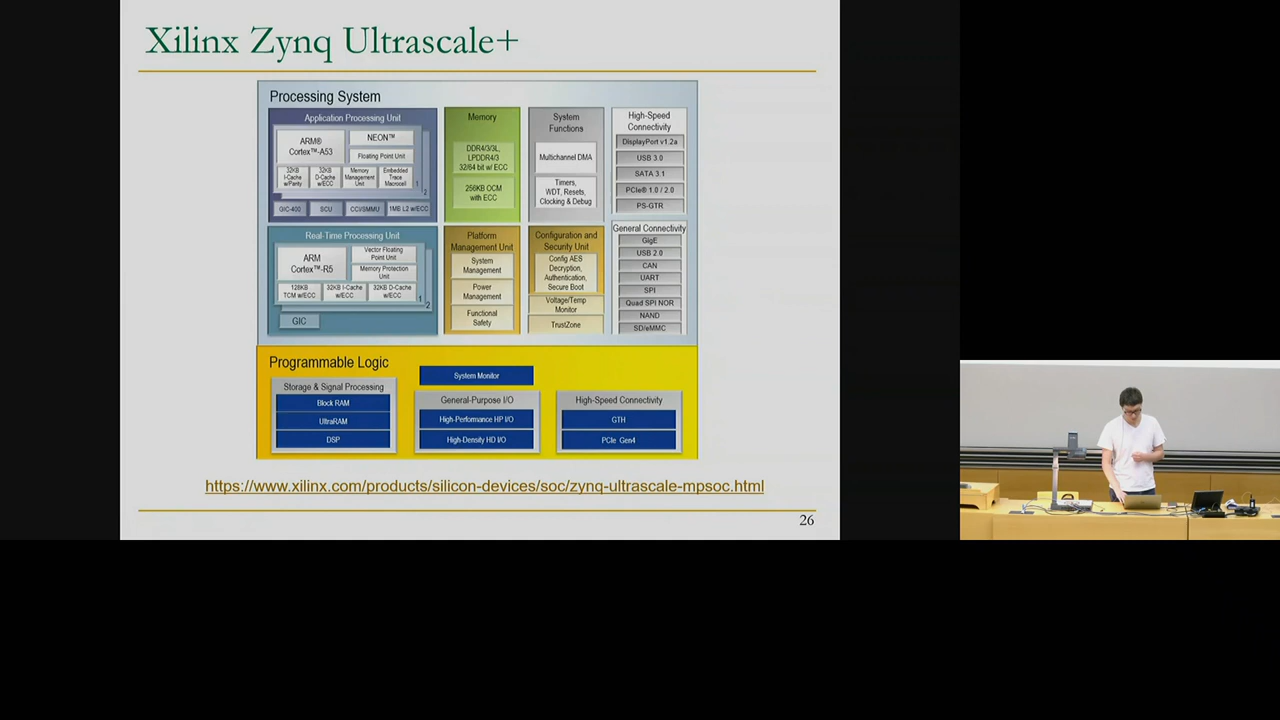 Xilinx Zynq Ultrascale+
Processing System
Application Processing Unit
ARM®
Cortex™-A53
NEON™
Floating Point Unit
32KB
I-Cache
w/Parity
32KB
D-Cache
w/ECC
Memory
Management
Unit
Embedded
Trace
Macrocell
1
2
GIC-400
SCU
CCI/SMMU
1MB L2 w/ECC
Memory
DDR4/3/3L,
LPDDR4/3
32/64 bit w/ECC
256KB OCM
with ECC
System
Functions
Multichannel DMA
Timers,
WDT, Resets,
Clocking & Debug
High-Speed
Connectivity
DisplayPort v1.2a
USB 3.0
SATA 3.1
PCIe® 1.0 / 2.0
PS-GTR
Real-Time Processing Unit
ARM
Cortex™-R5
Vector Floating
Point Unit
Memory Protection
Unit
128KB
TCM w/ECC
32KB I-Cache
w/ECC
32KB D-Cache
w/ECC
1
2
GIC
Platform
Management Unit
System
Management
Power
Management
Functional
Safety
Configuration and
Security Unit
Config AES
Decryption,
Authentication,
Secure Boot
Voltage/Temp
Monitor
TrustZone
General Connectivity
GigE
USB 2.0
CAN
UART
SPI
Quad SPI NOR
NAND
SD/eMMC
Programmable Logic
Storage & Signal Processing
Block RAM
UltraRAM
DSP
System Monitor
General-Purpose I/O
High-Performance HP I/O
High-Density HD I/O
High-Speed Connectivity
GTH
PCIe Gen4
https://www.xilinx.com/products/silicon-devices/soc/zynq-ultrascale-mpsoc.html
26